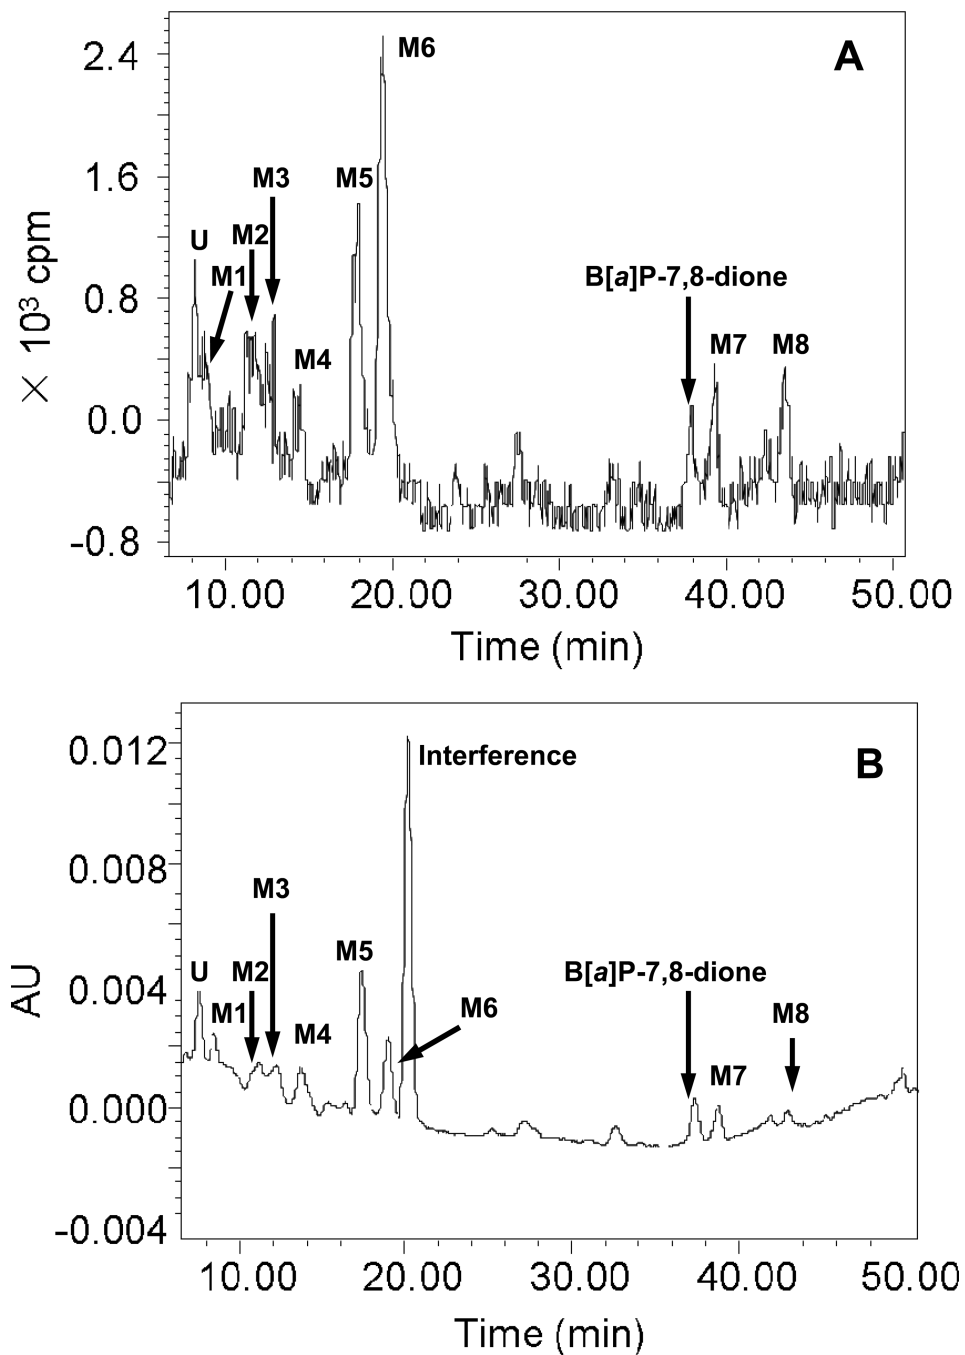 A
2.4
M6
1.6
M3
M5
U
M2
M1
B[a]P-7,8-dione
0.8
M4
M7
M8
0.0
-0.8
× 10³ cpm
10.00 20.00 30.00 40.00 50.00
Time (min)
B
0.012
Interference
0.008
M3
M5
U
M2
B[a]P-7,8-dione
0.004
M1
M4
M6
M8
M7
0.000
-0.004
AU
10.00 20.00 30.00 40.00 50.00
Time (min)